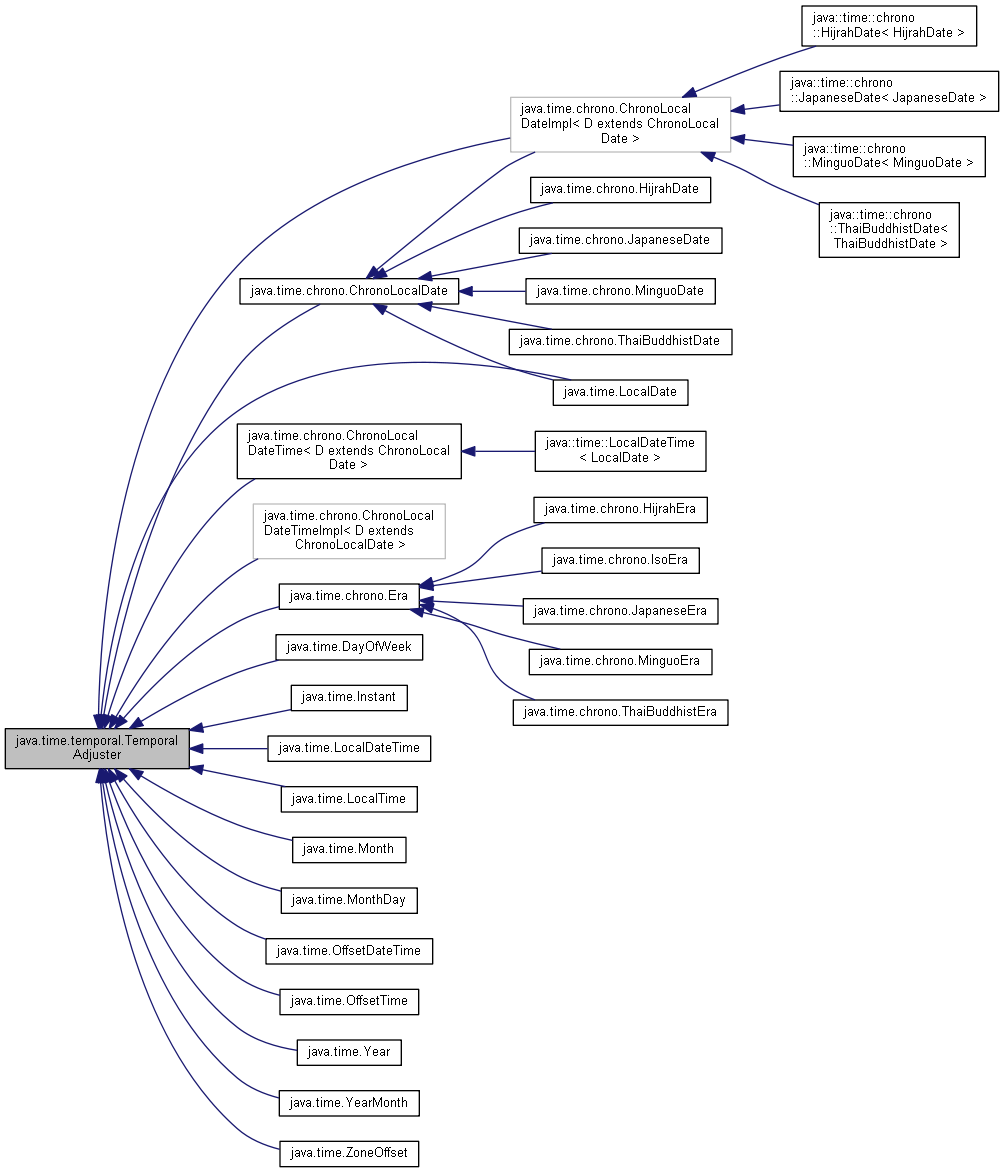 java::time::chrono
::HijrahDate< HijrahDate >
java::time::chrono
::JapaneseDate< JapaneseDate >
java.time.chrono.ChronoLocal
DateImpl< D extends ChronoLocal
Date >
java::time::chrono
::MinguoDate< MinguoDate >
java.time.chrono.HijrahDate
java::time::chrono
::ThaiBuddhistDate<
ThaiBuddhistDate >
java.time.chrono.JapaneseDate
java.time.chrono.ChronoLocalDate
java.time.chrono.MinguoDate
java.time.chrono.ThaiBuddhistDate
java.time.LocalDate
java.time.chrono.ChronoLocal
DateTime< D extends ChronoLocal
Date >
java::time::LocalDateTime
< LocalDate >
java.time.chrono.ChronoLocal
DateTimeImpl< D extends
ChronoLocalDate >
java.time.chrono.HijrahEra
java.time.chrono.IsoEra
java.time.chrono.Era
java.time.chrono.JapaneseEra
java.time.DayOfWeek
java.time.chrono.MinguoEra
java.time.Instant
java.time.chrono.ThaiBuddhistEra
java.time.temporal.Temporal
Adjuster
java.time.LocalDateTime
java.time.LocalTime
java.time.Month
java.time.MonthDay
java.time.OffsetDateTime
java.time.OffsetTime
java.time.Year
java.time.YearMonth
java.time.ZoneOffset